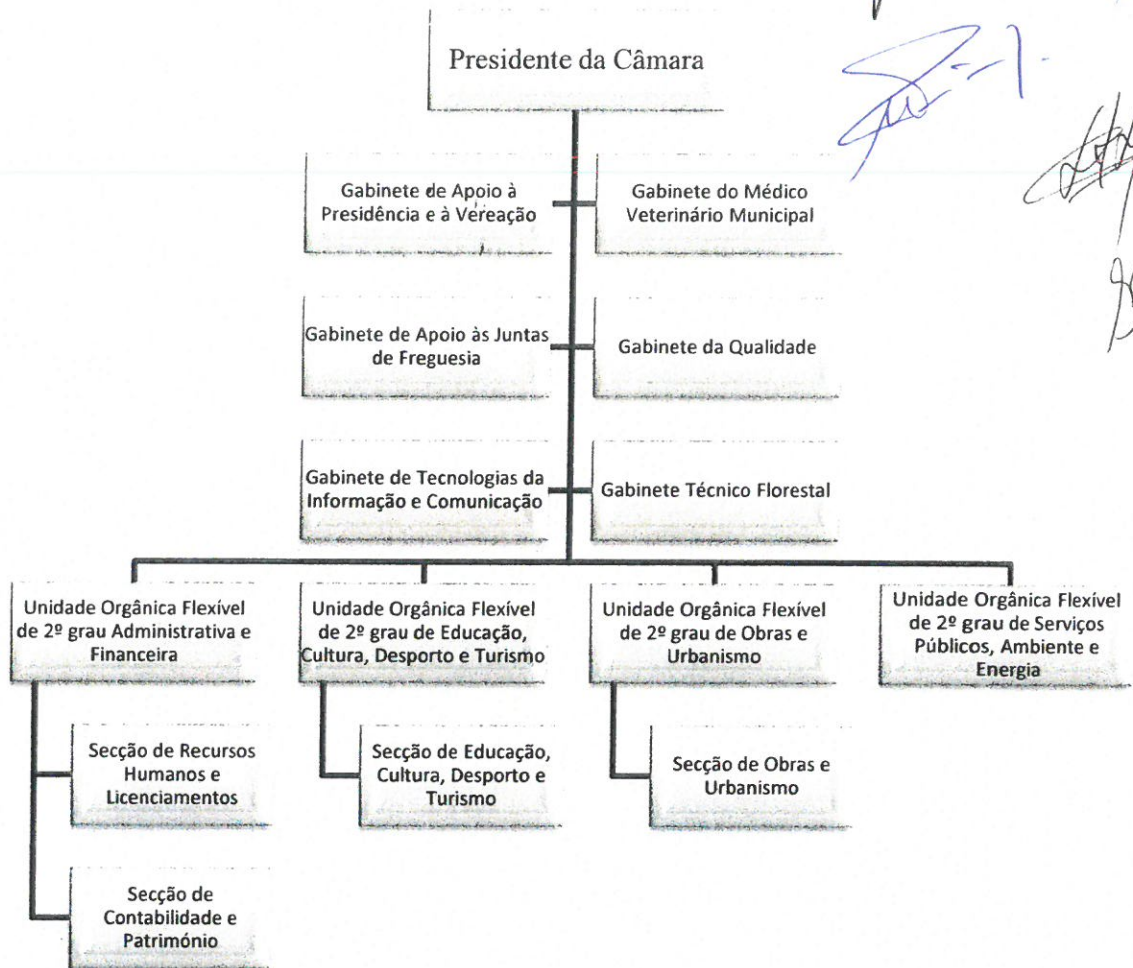 Presidente da Câmara
Gabinete de Apoio à
Presidência e à Vereação
Gabinete do Médico
Veterinário Municipal
Gabinete de Apoio às Juntas
de Freguesia
Gabinete da Qualidade
Gabinete de Tecnologias da
Informação e Comunicação
Gabinete Técnico Florestal
Unidade Orgânica Flexível
de 2º grau Administrativa e
Financeira
Unidade Orgânica Flexível
de 2º grau de Educação,
Cultura, Desporto e Turismo
Unidade Orgânica Flexível
de 2º grau de Obras e
Urbanismo
Unidade Orgânica Flexível
de 2º grau de Serviços
Públicos, Ambiente e
Energia
Secção de Recursos
Humanos e
Licenciamentos
Secção de Educação,
Cultura, Desporto e
Turismo
Secção de Obras e
Urbanismo
Secção de
Contabilidade e
Património